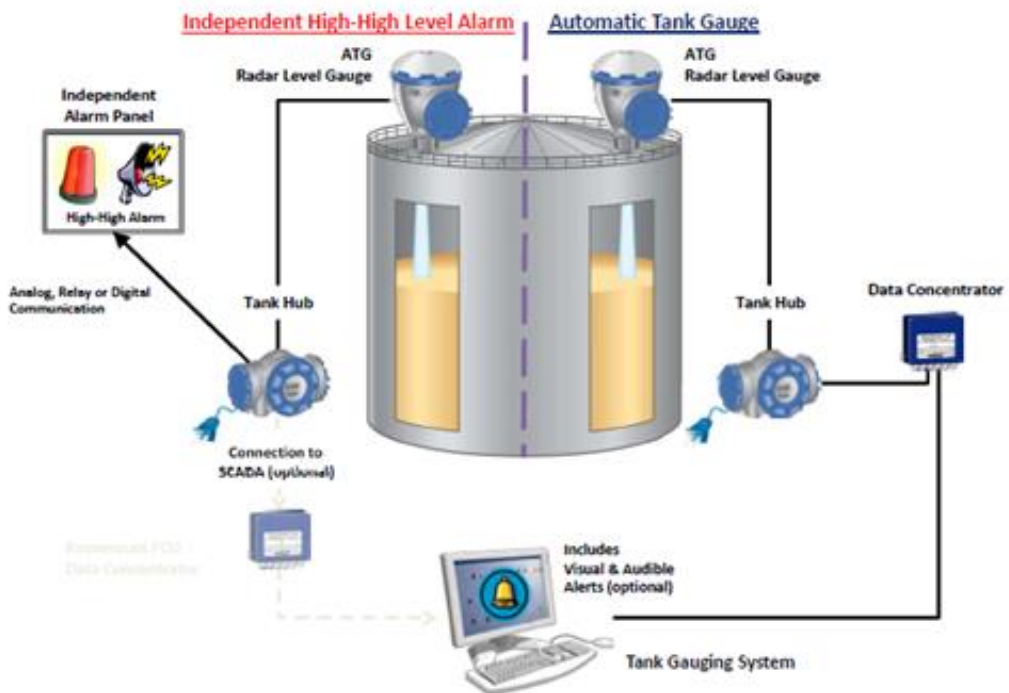 Independent High-High Level Alarm
Automatic Tank Gauge
ATG
Radar Level Gauge
ATG
Radar Level Gauge
Independent
Alarm Panel
High-High Alarm
Analog, Relay or Digital
Communication
Tank Hub
Tank Hub
Data Concentrator
Connection to
SCADA (optional)
Data Concentrator
Includes
Visual & Audible
Alerts (optional)
Tank Gauging System